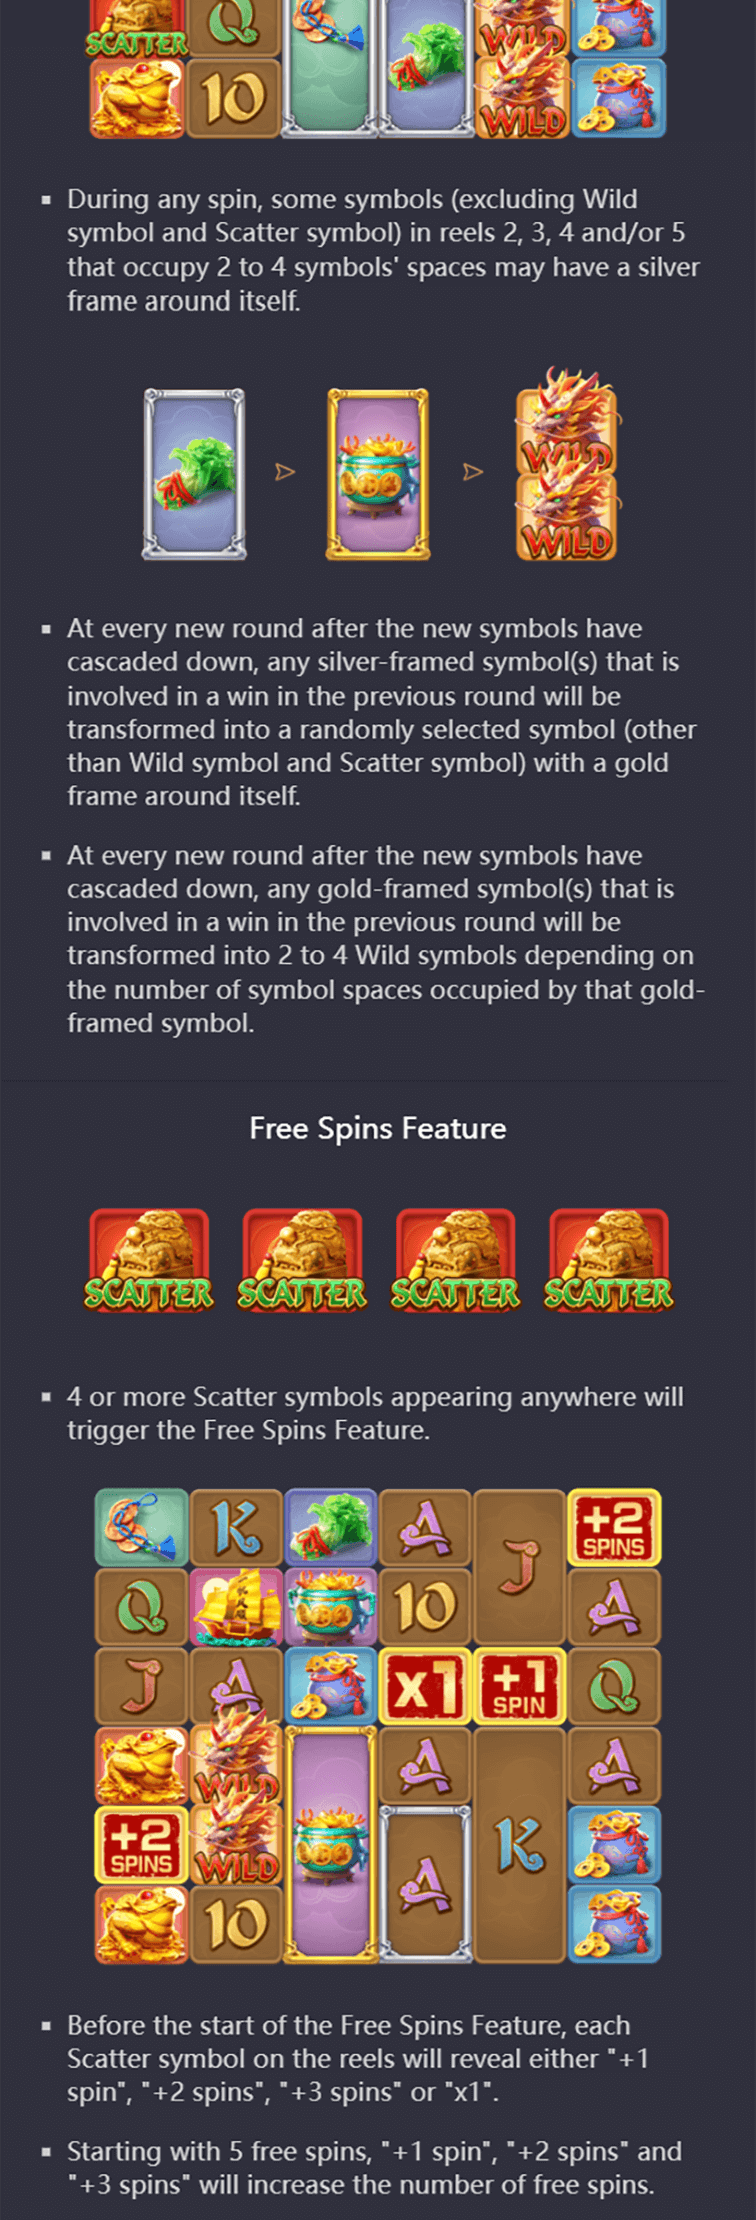 SCATTER Q WILD
10 WILD
▪ During any spin, some symbols (excluding Wild
symbol and Scatter symbol) in reels 2, 3, 4 and/or 5
that occupy 2 to 4 symbols' spaces may have a silver
frame around itself.
WILD
WILD
▪ At every new round after the new symbols have
cascaded down, any silver-framed symbol(s) that is
involved in a win in the previous round will be
transformed into a randomly selected symbol (other
than Wild symbol and Scatter symbol) with a gold
frame around itself.
▪ At every new round after the new symbols have
cascaded down, any gold-framed symbol(s) that is
involved in a win in the previous round will be
transformed into 2 to 4 Wild symbols depending on
the number of symbol spaces occupied by that gold-
framed symbol.
Free Spins Feature
SCATTER SCATTER SCATTER SCATTER
▪ 4 or more Scatter symbols appearing anywhere will
trigger the Free Spins Feature.
K A J +2
SPINS
Q 10 A
J A x1 +1 Q
SPIN
WILD A A
+2 WILD A K
SPINS
10
▪ Before the start of the Free Spins Feature, each
Scatter symbol on the reels will reveal either "+1
spin", "+2 spins", "+3 spins" or "x1".
▪ Starting with 5 free spins, "+1 spin", "+2 spins" and
"+3 spins" will increase the number of free spins.